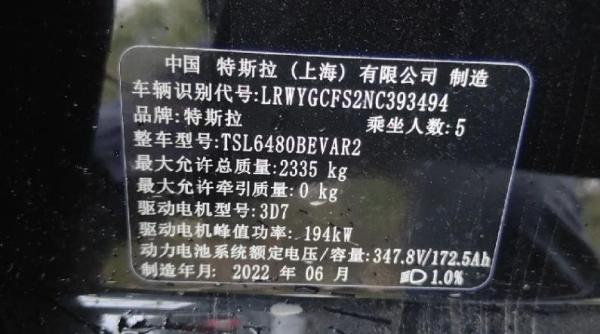 中国 特斯拉 (上海) 有限公司 制造
车辆识别代号:LRWYGCFS2NC393494
品牌:特斯拉 乘坐人数:5
整车型号:TSL6480BEVAR2
最大允许总质量:2335 kg
最大允许牵引质量:0 kg
驱动电机型号:3D7
驱动电机峰值功率: 194kW
动力电池系统额定电压/容量:347.8V/172.5Ah
制造年月: 2022 年 06 月 1.0%